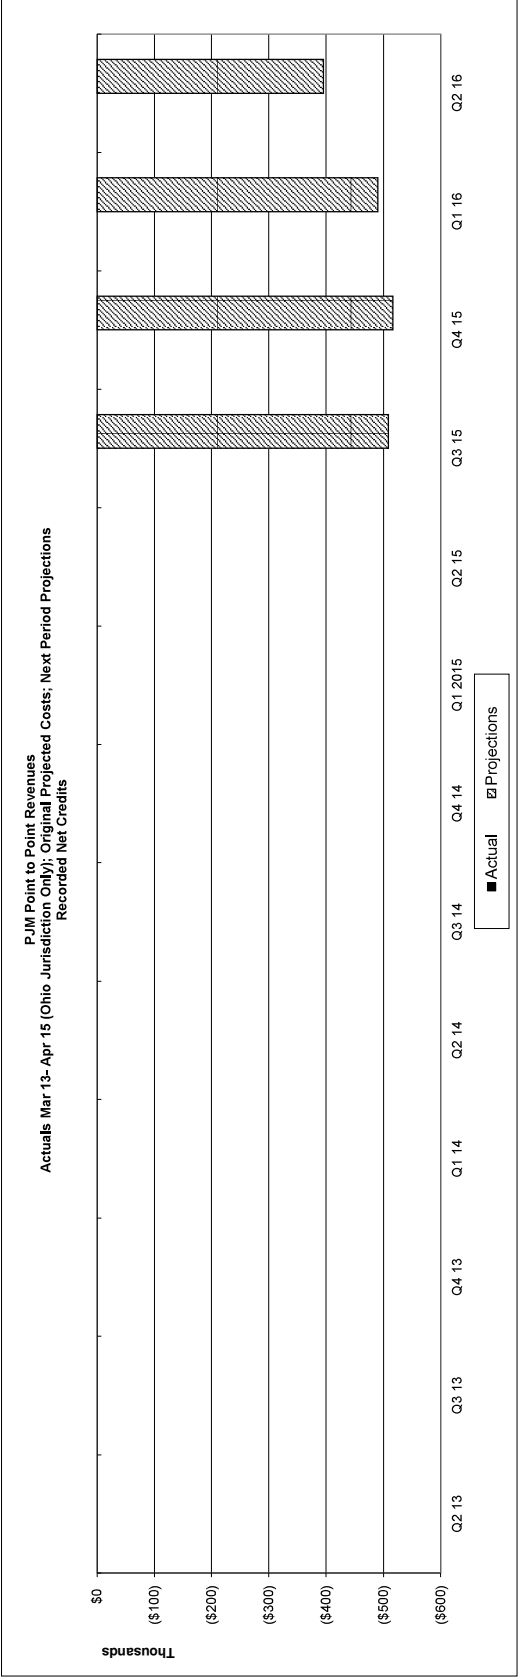 PJM Point to Point Revenues
Actuals Mar 13- Apr 15 (Ohio Jurisdiction Only); Original Projected Costs; Next Period Projections
Recorded Net Credits
Thousands
$0
($100)
($200)
($300)
($400)
($500)
($600)
Q2 13
Q3 13
Q4 13
Q1 14
Q2 14
Q3 14
Q4 14
Q1 2015
Q2 15
Q3 15
Q4 15
Q1 16
Q2 16
Actual
Projections